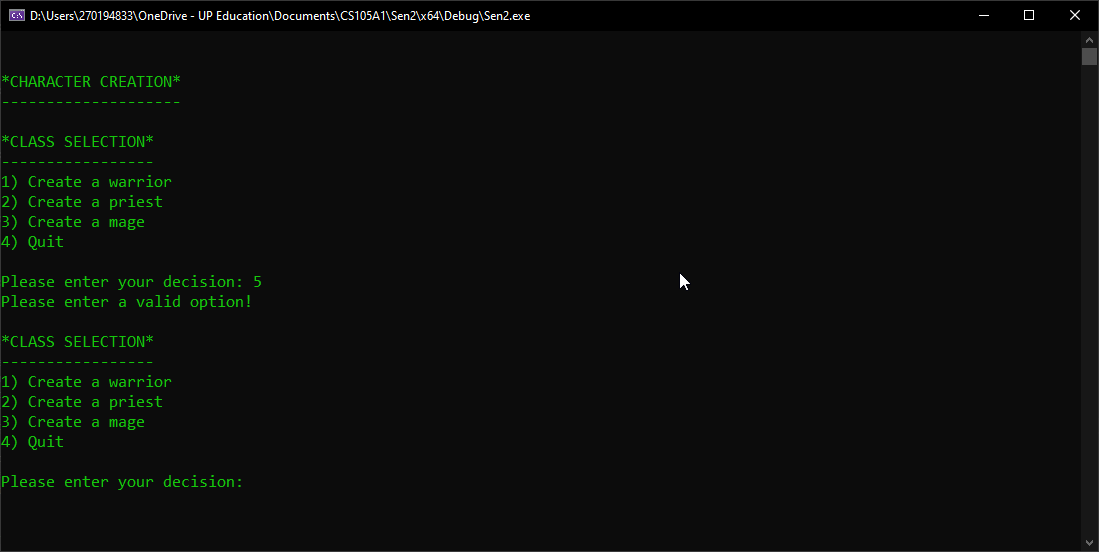 D:\Users\270194833\OneDrive - UP Education\Documents\CS105A1\Sen2\x64\Debug\Sen2.exe
*CHARACTER CREATION*
--------------------
*CLASS SELECTION*
-----------------
1) Create a warrior
2) Create a priest
3) Create a mage
4) Quit
Please enter your decision: 5
Please enter a valid option!
*CLASS SELECTION*
-----------------
1) Create a warrior
2) Create a priest
3) Create a mage
4) Quit
Please enter your decision: